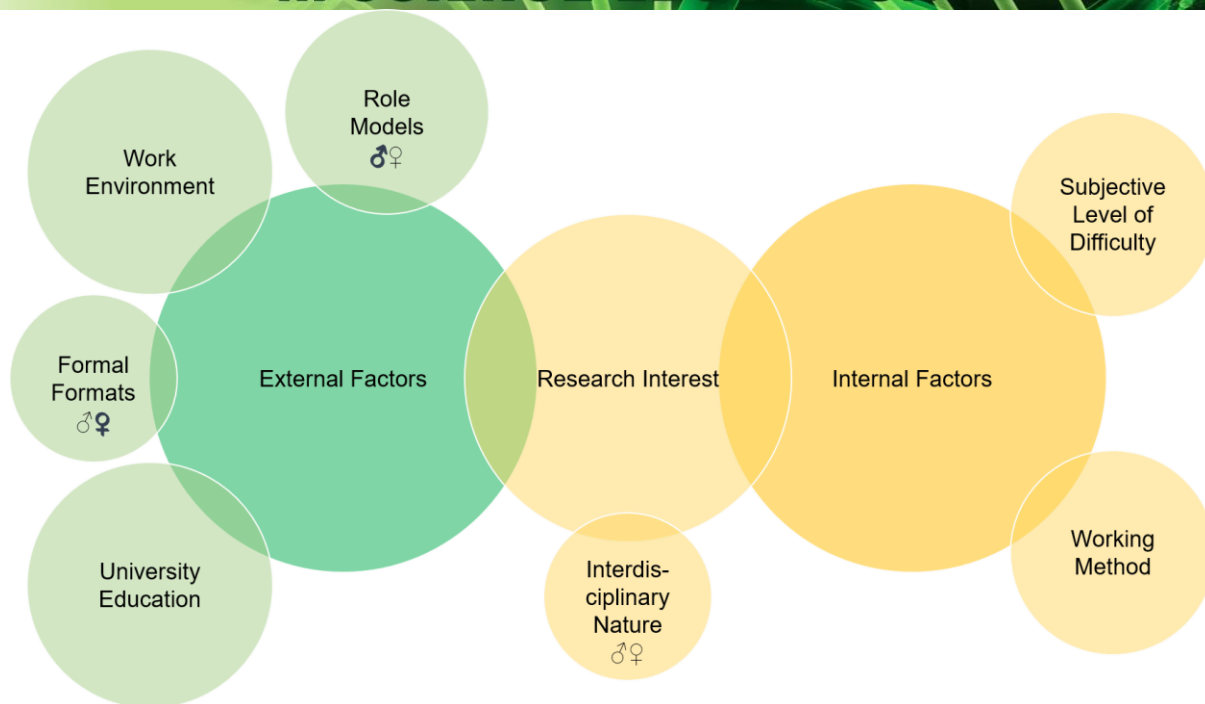 Role
Models
♂♀
Work
Environment
Subjective
Level of
Difficulty
Formal
Formats
♂♀
External Factors
Research Interest
Internal Factors
University
Education
Interdis-
ciplinary
Nature
♂♀
Working
Method